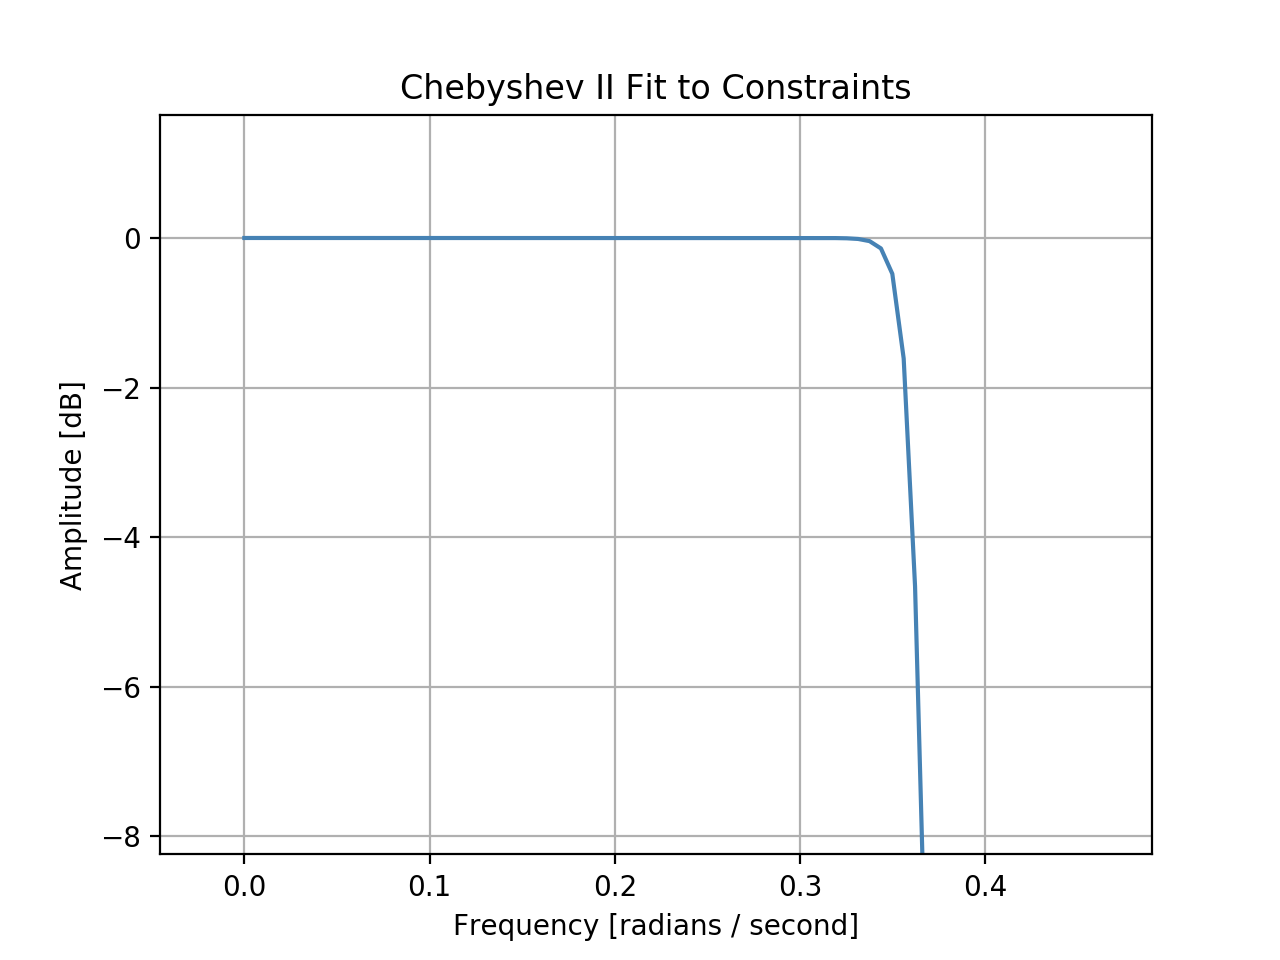 Chebyshev II Fit to Constraints
Amplitude [dB]
0
−2
−4
−6
−8
0.0 0.1 0.2 0.3 0.4
Frequency [radians / second]